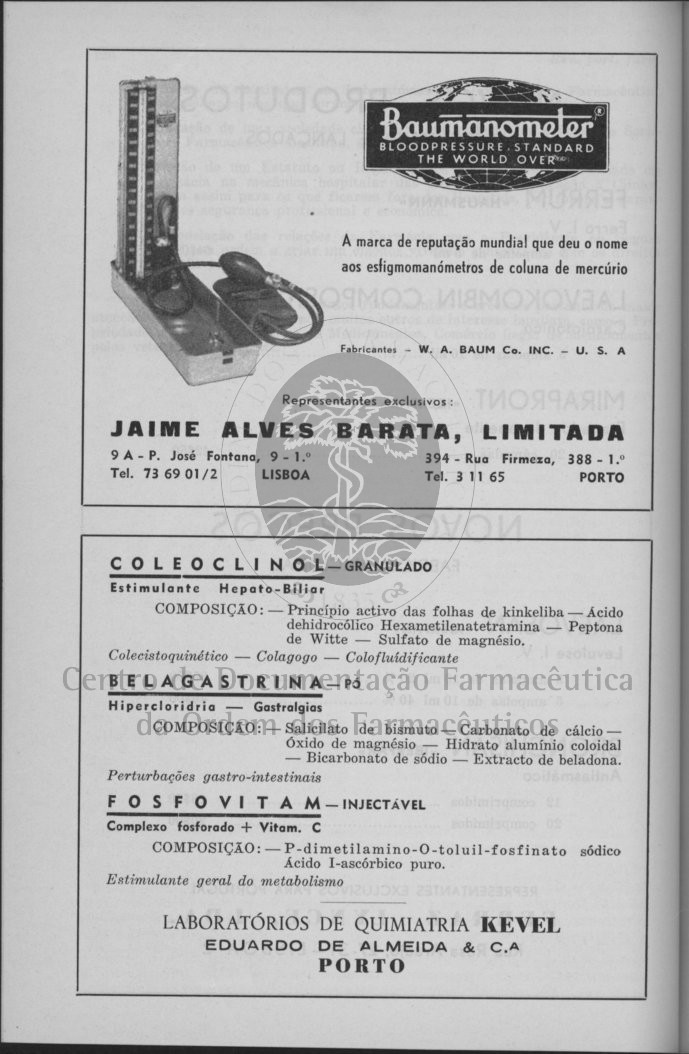 Baumanometer®
BLOODPRESSURE STANDARD
THE WORLD OVER
A marca de reputação mundial que deu o nome
aos esfigmomanómetros de coluna de mercúrio
Fabricantes – W. A. BAUM Co. INC. – U. S. A
Representantes exclusivos:
JAIME ALVES BARATA, LIMITADA
9 A - P. José Fontana, 9 - 1.º
Tel. 73 69 01/2 LISBOA
394 - Rua Firmeza, 388 - 1.º
Tel. 3 11 65 PORTO
COLEOCLINOL — GRANULADO
Estimulante Hepato-Biliar
COMPOSIÇÃO: — Princípio activo das folhas de kinkeliba — Ácido
dehidrocólico Hexametilenatetramina — Peptona
de Witte — Sulfato de magnésio.
Colecistoquinético — Colagogo — Colofluídificante
Centro de Documentação Farmacêutica
BELAGASTRINA — PÓ
Hipercloridria — Gastralgias
da Ordem dos Farmacêuticos
COMPOSIÇÃO: — Salicilato de bismuto — Carbonato de cálcio —
Óxido de magnésio — Hidrato alumínio coloidal
— Bicarbonato de sódio — Extracto de beladona.
Perturbações gastro-intestinais
FOSFOVITAM — INJECTÁVEL
Complexo fosforado + Vitam. C
COMPOSIÇÃO: — P-dimetilamino-O-toluil-fosfinato sódico
Ácido I-ascórbico puro.
Estimulante geral do metabolismo
LABORATÓRIOS DE QUIMIATRIA KEVEL
EDUARDO DE ALMEIDA & C.A
PORTO